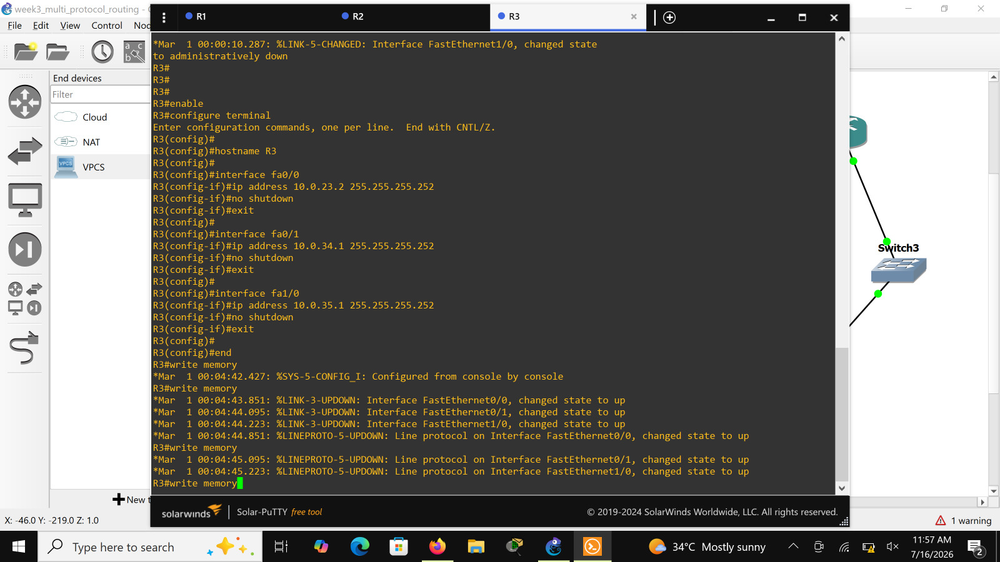 week3_multi_protocol_routing - G
File Edit View Control Nod
End devices
Filter
Cloud
NAT
VPCS
VPCS
New t
X: -46.0 Y: -219.0 Z: 1.0
R1
R2
R3
*Mar  1 00:00:10.287: %LINK-5-CHANGED: Interface FastEthernet1/0, changed state
to administratively down
R3#
R3#
R3#
R3#enable
R3#configure terminal
Enter configuration commands, one per line.  End with CNTL/Z.
R3(config)#
R3(config)#hostname R3
R3(config)#
R3(config)#interface fa0/0
R3(config-if)#ip address 10.0.23.2 255.255.255.252
R3(config-if)#no shutdown
R3(config-if)#exit
R3(config)#
R3(config)#interface fa0/1
R3(config-if)#ip address 10.0.34.1 255.255.255.252
R3(config-if)#no shutdown
R3(config-if)#exit
R3(config)#
R3(config)#interface fa1/0
R3(config-if)#ip address 10.0.35.1 255.255.255.252
R3(config-if)#no shutdown
R3(config-if)#exit
R3(config)#
R3(config)#end
R3#write memory
*Mar  1 00:04:42.427: %SYS-5-CONFIG_I: Configured from console by console
R3#write memory
*Mar  1 00:04:43.851: %LINK-3-UPDOWN: Interface FastEthernet0/0, changed state to up
*Mar  1 00:04:44.095: %LINK-3-UPDOWN: Interface FastEthernet0/1, changed state to up
*Mar  1 00:04:44.223: %LINK-3-UPDOWN: Interface FastEthernet1/0, changed state to up
*Mar  1 00:04:44.851: %LINEPROTO-5-UPDOWN: Line protocol on Interface FastEthernet0/0, changed state to up
R3#write memory
*Mar  1 00:04:45.095: %LINEPROTO-5-UPDOWN: Line protocol on Interface FastEthernet0/1, changed state to up
*Mar  1 00:04:45.223: %LINEPROTO-5-UPDOWN: Line protocol on Interface FastEthernet1/0, changed state to up
R3#write memory
solarwinds | Solar-PuTTY free tool
© 2019-2024 SolarWinds Worldwide, LLC. All rights reserved.
Switch3
1 warning
Type here to search
34°C Mostly sunny
11:57 AM
7/16/2026
2